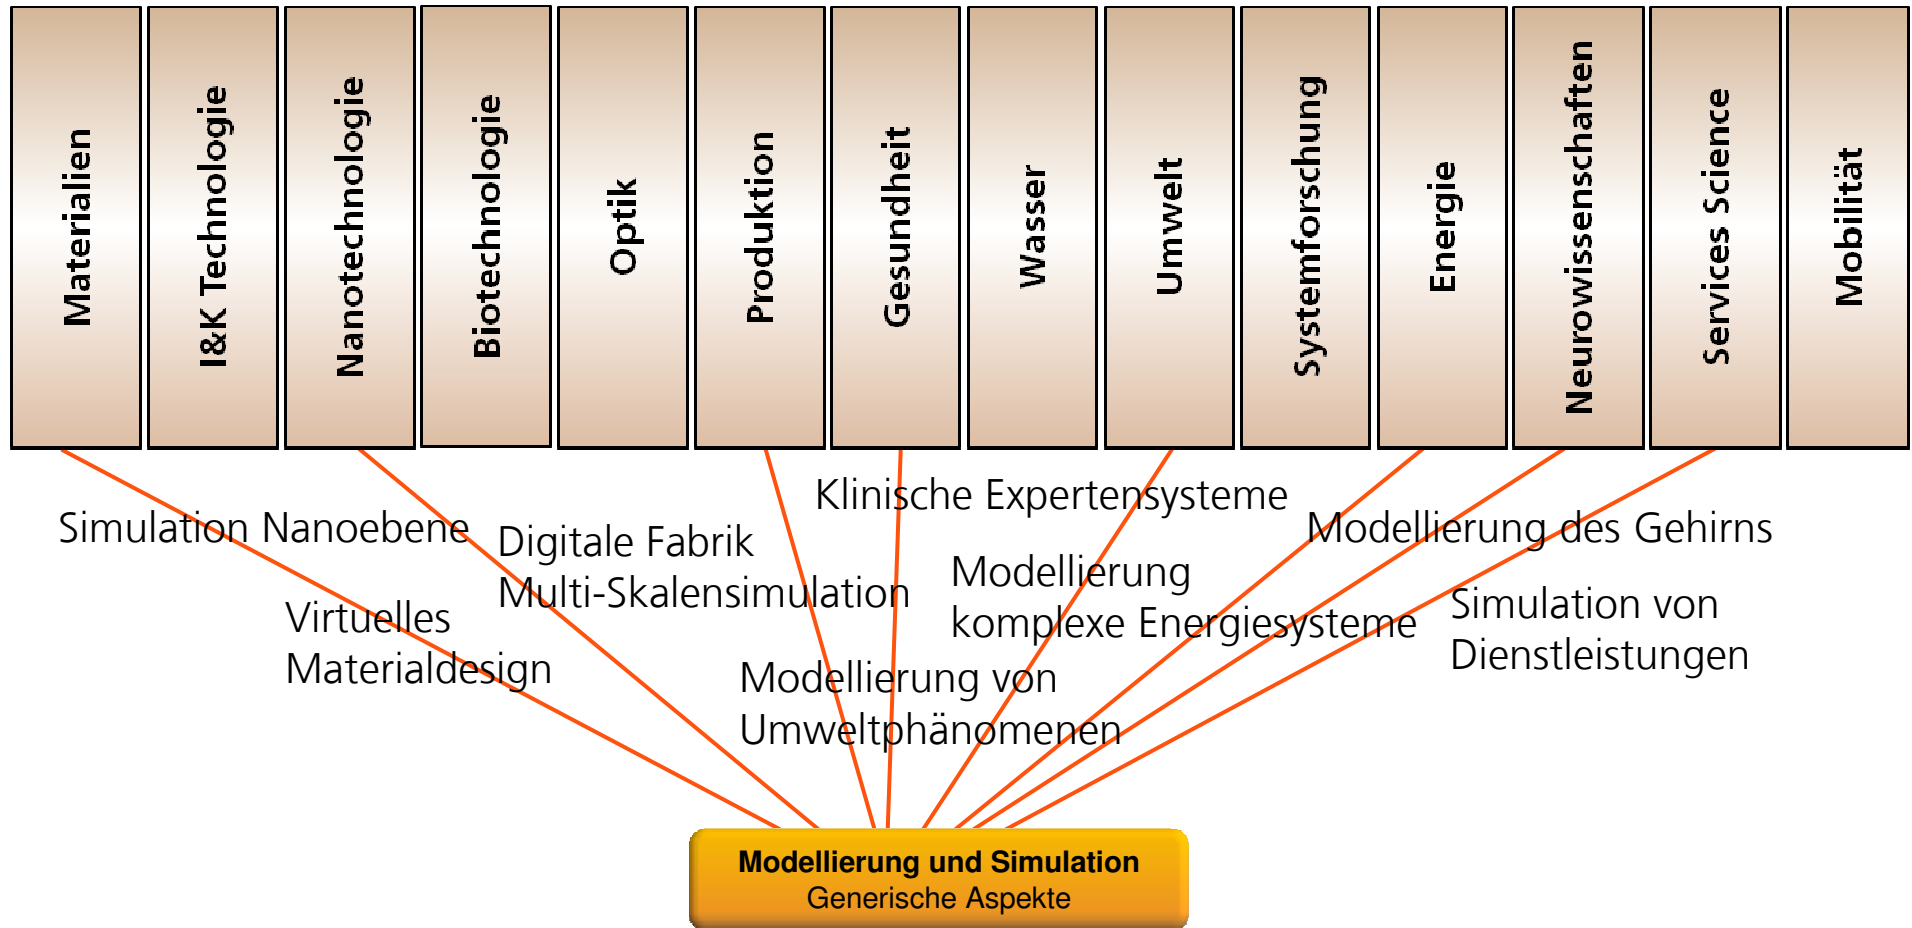 Materialien
I&K Technologie
Nanotechnologie
Biotechnologie
Optik
Produktion
Gesundheit
Wasser
Umwelt
Systemforschung
Energie
Neurowissenschaften
Services Science
Mobilität
Simulation Nanoebene
Virtuelles
Materialdesign
Digitale Fabrik
Multi-Skalensimulation
Klinische Expertensysteme
Modellierung von
Umweltphänomenen
Modellierung
komplexe Energiesysteme
Modellierung des Gehirns
Simulation von
Dienstleistungen
Modellierung und Simulation
Generische Aspekte